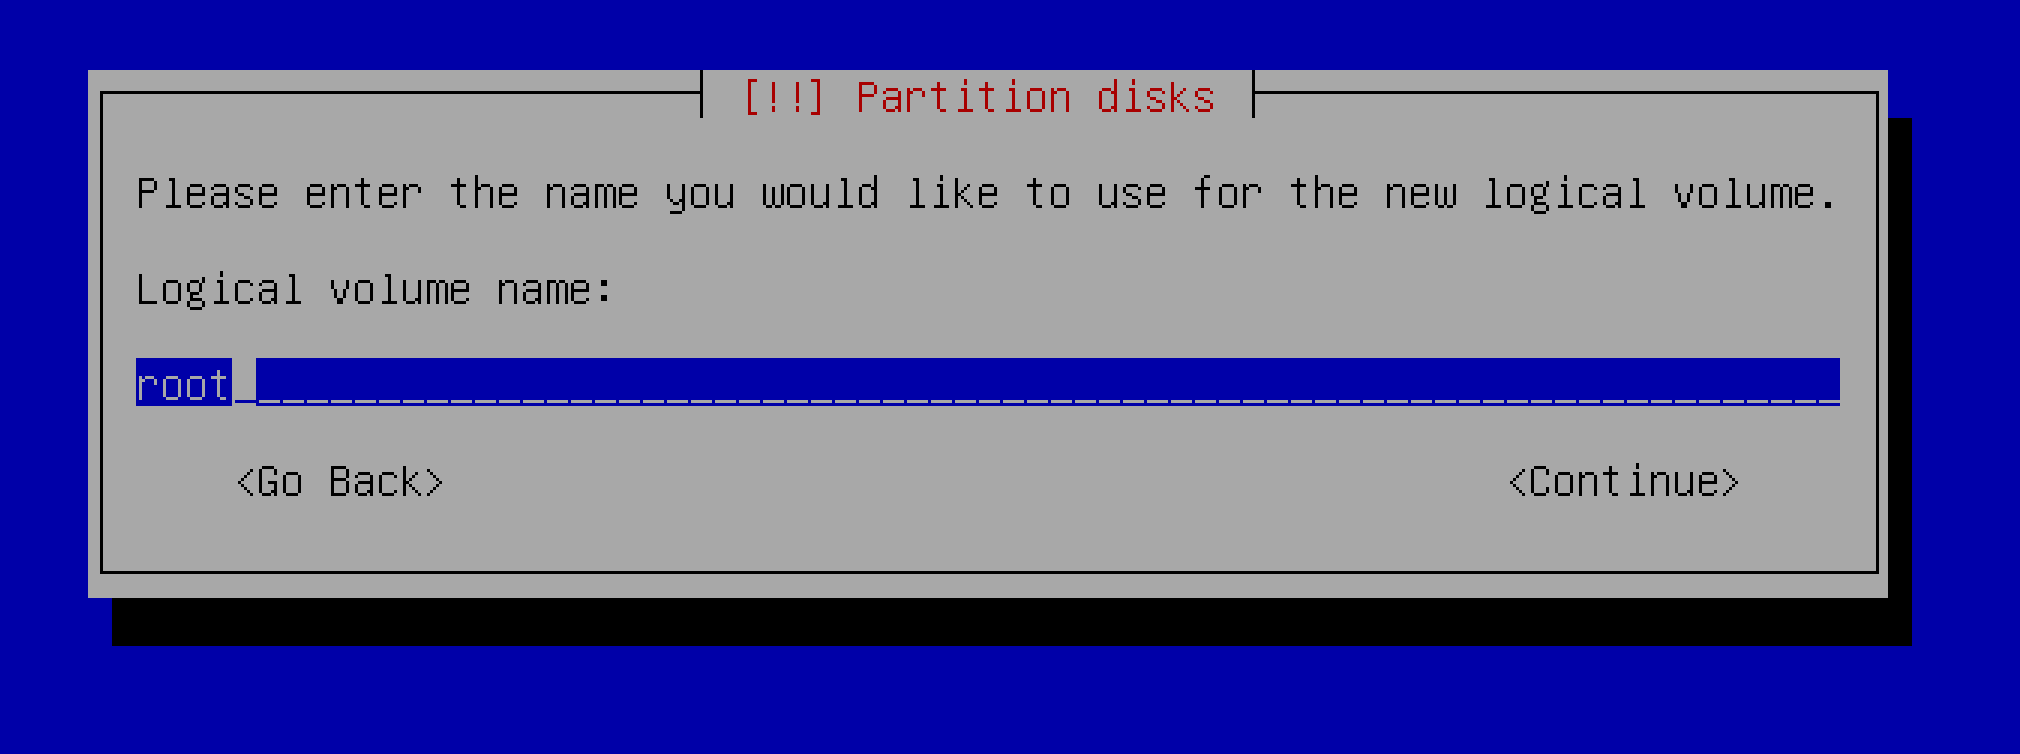 [!!] Partition disks
Please enter the name you would like to use for the new logical volume.
Logical volume name:
root____________________________________________________________________
<Go Back> <Continue>